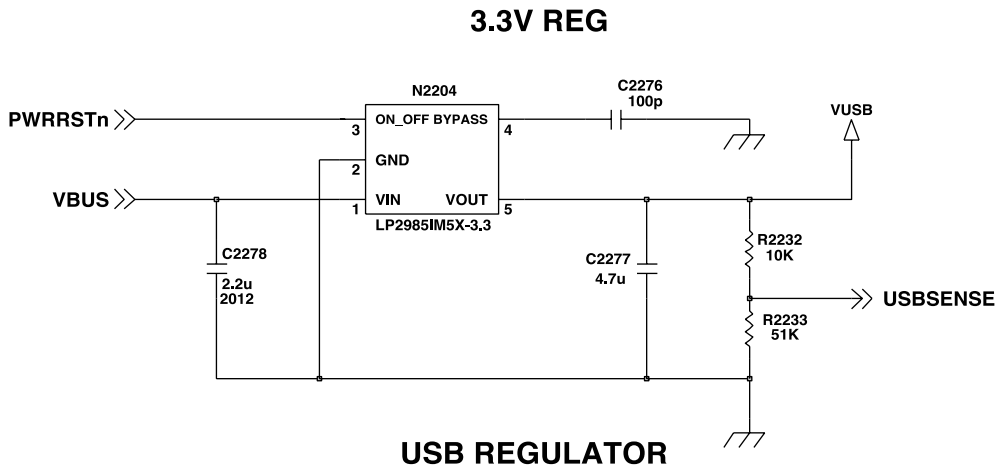 3.3V REG
N2204
C2276
100p
VUSB
PWRRSTn
ON_OFF BYPASS
3
4
GND
2
VBUS
VIN VOUT
1
5
LP2985IM5X-3.3
C2278
2.2u
2012
C2277
4.7u
R2232
10K
USBSENSE
R2233
51K
USB REGULATOR